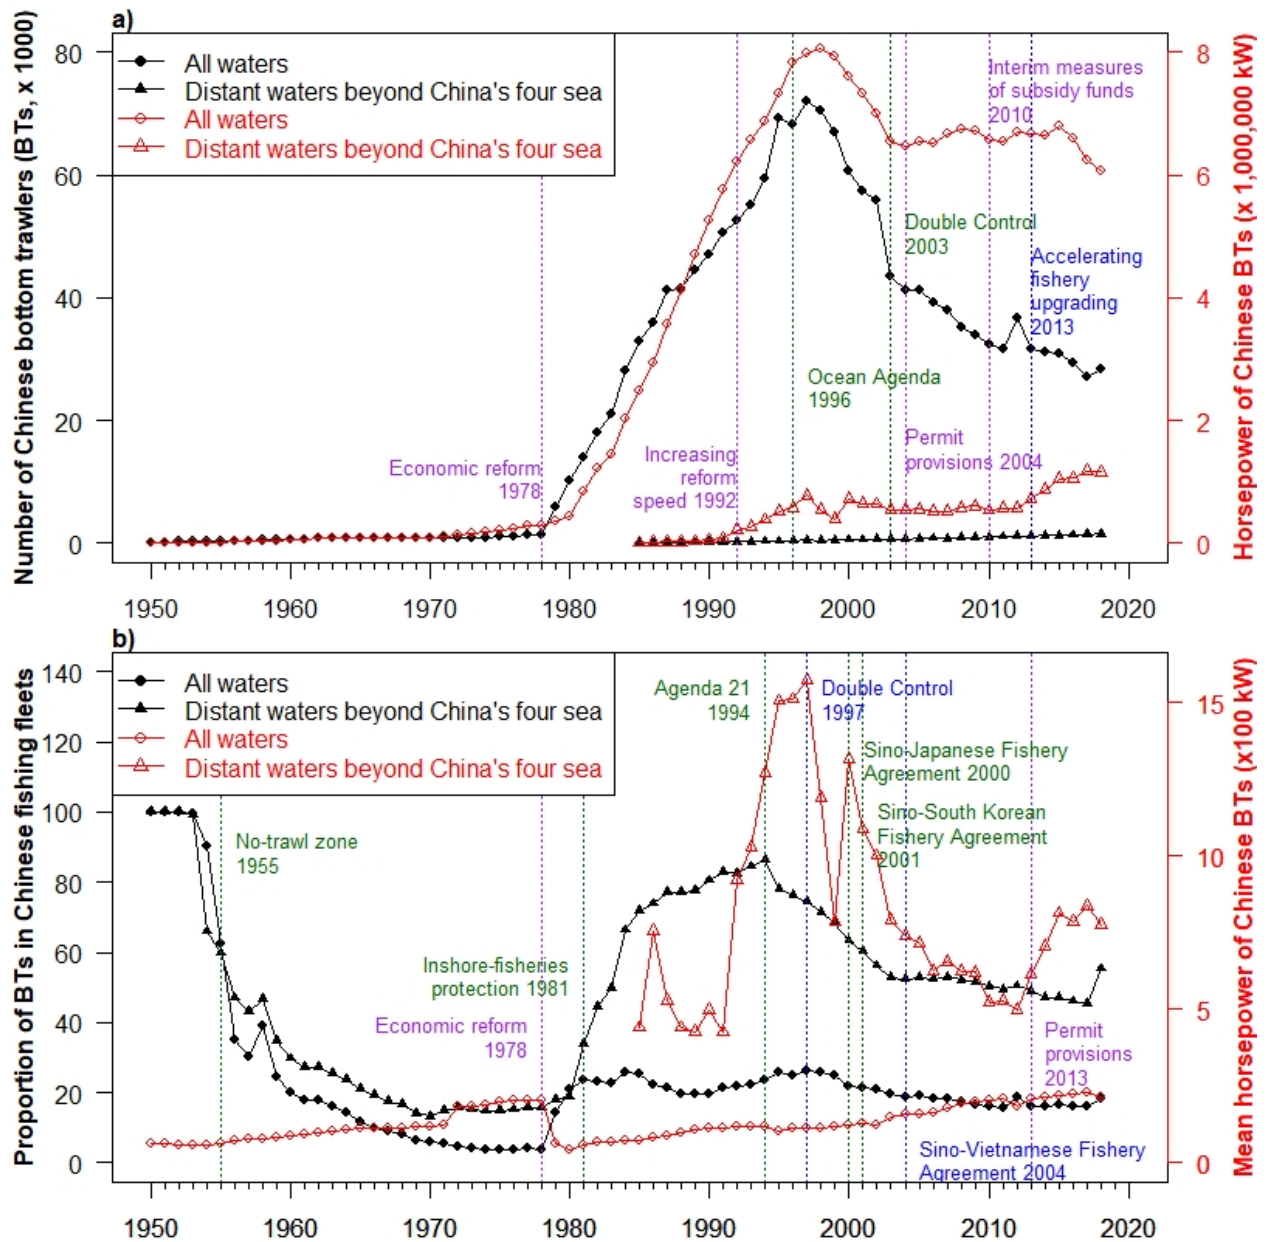 a)
Number of Chinese bottom trawlers (BTs, x 1000)
80
60
40
20
0
All waters
Distant waters beyond China's four sea
All waters
Distant waters beyond China's four sea
Economic reform
1978
Increasing
reform
speed 1992
Ocean Agenda
1996
Double Control
2003
Permit
provisions 2004
Interim measures
of subsidy funds
2010
Accelerating
fishery
upgrading
2013
8
6
4
2
0
Horsepower of Chinese BTs (x 1,000,000 kW)
1950
1960
1970
1980
1990
2000
2010
2020
b)
Proportion of BTs in Chinese fishing fleets
140
120
100
80
60
40
20
0
All waters
Distant waters beyond China's four sea
All waters
Distant waters beyond China's four sea
No-trawl zone
1955
Inshore-fisheries
protection 1981
Economic reform
1978
Agenda 21
1994
Double Control
1997
Sino-Japanese Fishery
Agreement 2000
Sino-South Korean
Fishery Agreement
2001
Permit
provisions
2013
Sino-Vietnamese Fishery
Agreement 2004
15
10
5
0
Mean horsepower of Chinese BTs (x100 kW)
1950
1960
1970
1980
1990
2000
2010
2020